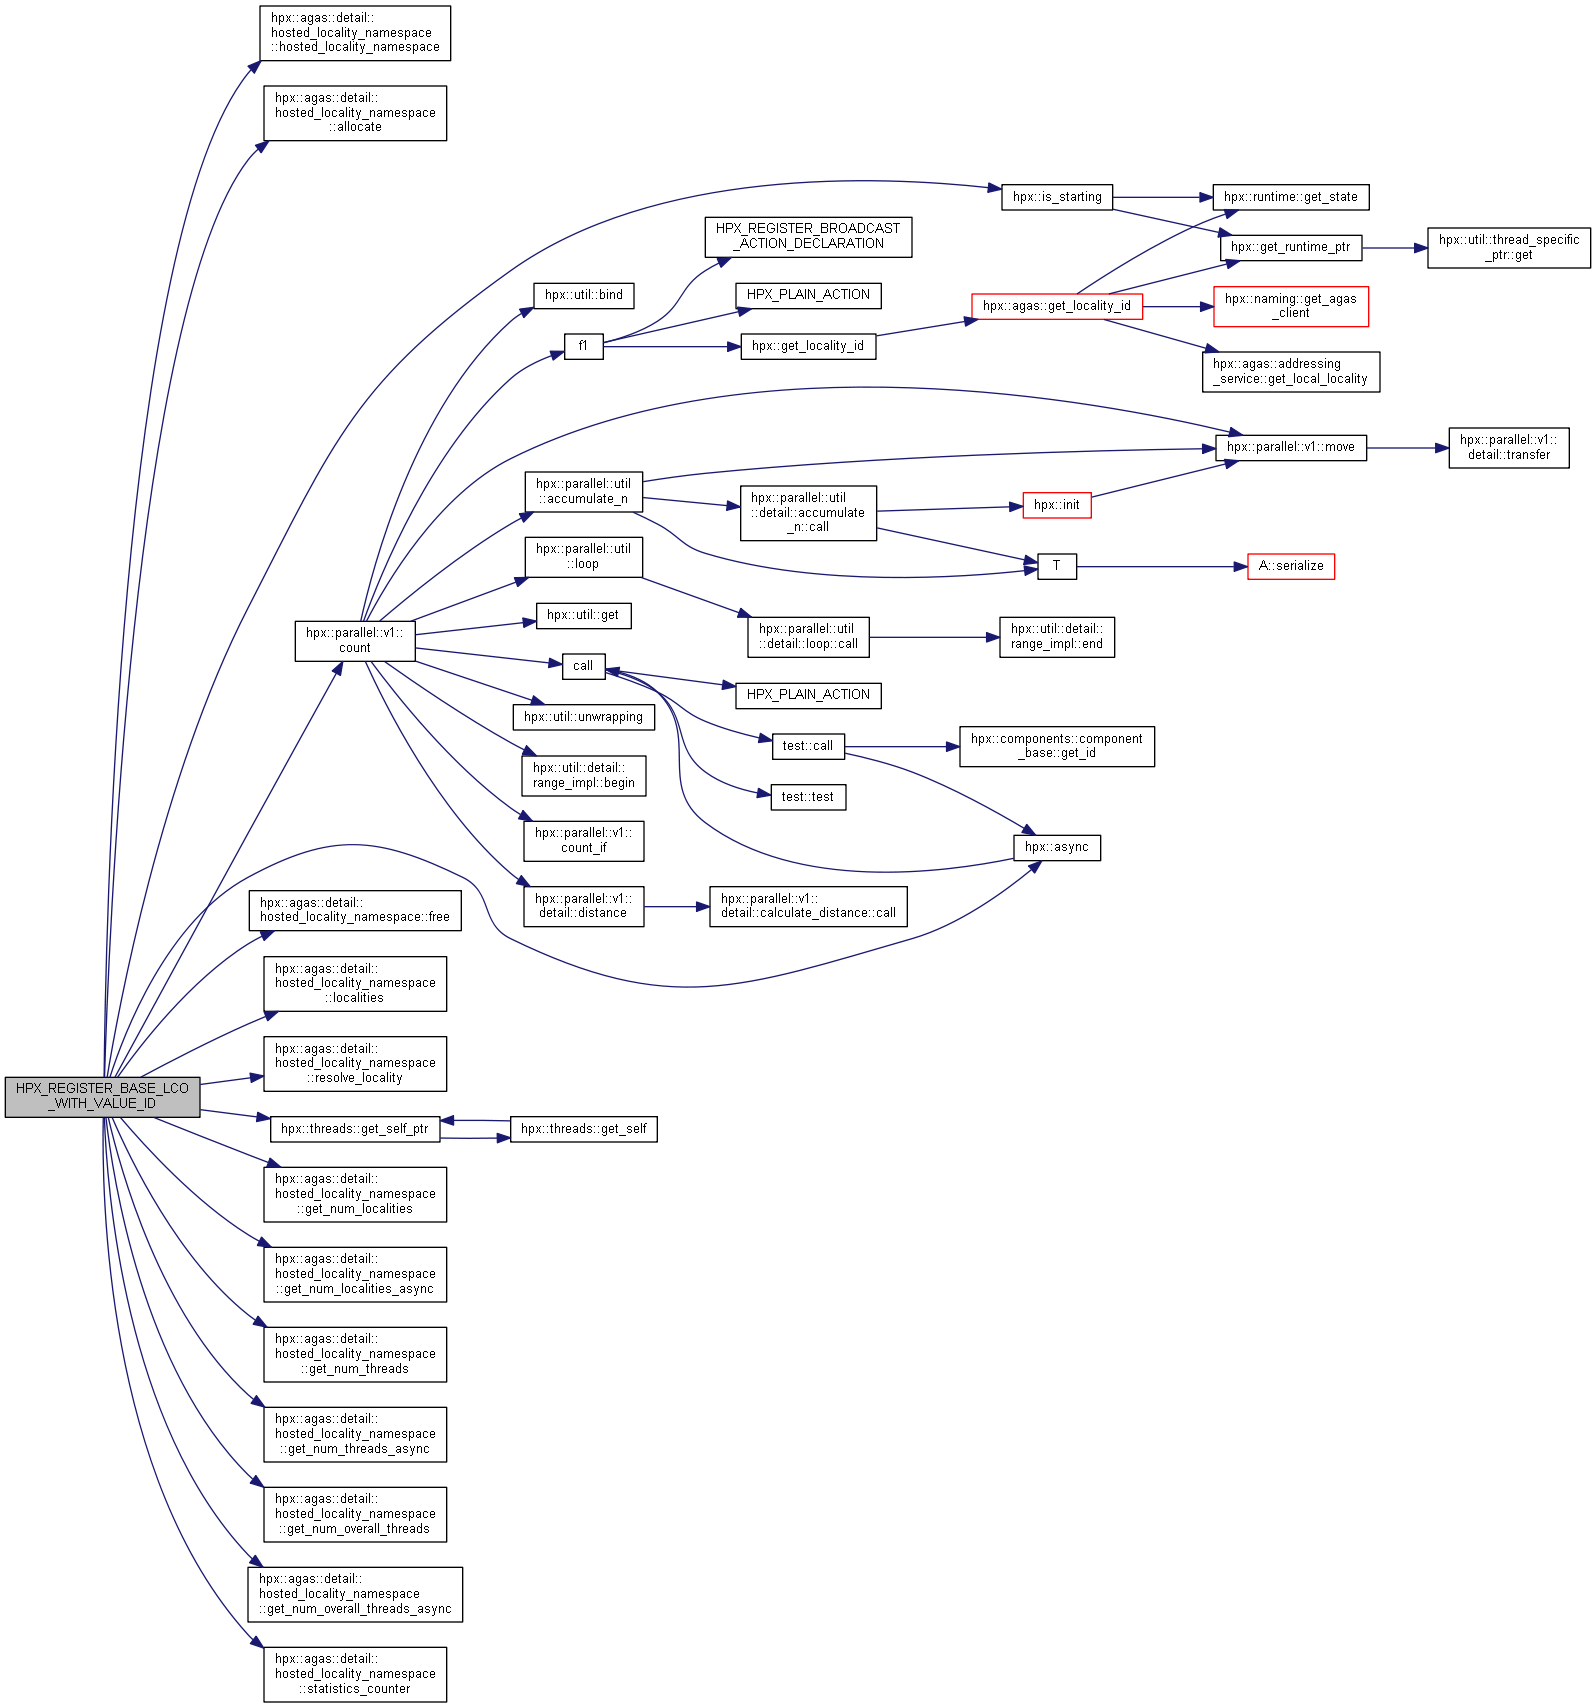 hpx::agas::detail::
hosted_locality_namespace
::hosted_locality_namespace
hpx::agas::detail::
hosted_locality_namespace
::allocate
hpx::is_starting
hpx::runtime::get_state
HPX_REGISTER_BROADCAST
_ACTION_DECLARATION
hpx::get_runtime_ptr
hpx::util::thread_specific
_ptr::get
hpx::util::bind
HPX_PLAIN_ACTION
hpx::agas::get_locality_id
hpx::naming::get_agas
_client
f1
hpx::get_locality_id
hpx::agas::addressing
_service::get_local_locality
hpx::parallel::v1::move
hpx::parallel::v1::
detail::transfer
hpx::parallel::util
::accumulate_n
hpx::parallel::util
::detail::accumulate
_n::call
hpx::init
hpx::parallel::util
::loop
T
A::serialize
hpx::util::get
hpx::parallel::v1::
count
hpx::parallel::util
::detail::loop::call
hpx::util::detail::
range_impl::end
call
HPX_PLAIN_ACTION
hpx::util::unwrapping
test::call
hpx::components::component
_base::get_id
hpx::util::detail::
range_impl::begin
test::test
hpx::parallel::v1::
count_if
hpx::async
hpx::agas::detail::
hosted_locality_namespace::free
hpx::parallel::v1::
detail::distance
hpx::parallel::v1::
detail::calculate_distance::call
hpx::agas::detail::
hosted_locality_namespace
::localities
hpx::agas::detail::
hosted_locality_namespace
::resolve_locality
HPX_REGISTER_BASE_LCO
_WITH_VALUE_ID
hpx::threads::get_self_ptr
hpx::threads::get_self
hpx::agas::detail::
hosted_locality_namespace
::get_num_localities
hpx::agas::detail::
hosted_locality_namespace
::get_num_localities_async
hpx::agas::detail::
hosted_locality_namespace
::get_num_threads
hpx::agas::detail::
hosted_locality_namespace
::get_num_threads_async
hpx::agas::detail::
hosted_locality_namespace
::get_num_overall_threads
hpx::agas::detail::
hosted_locality_namespace
::get_num_overall_threads_async
hpx::agas::detail::
hosted_locality_namespace
::statistics_counter